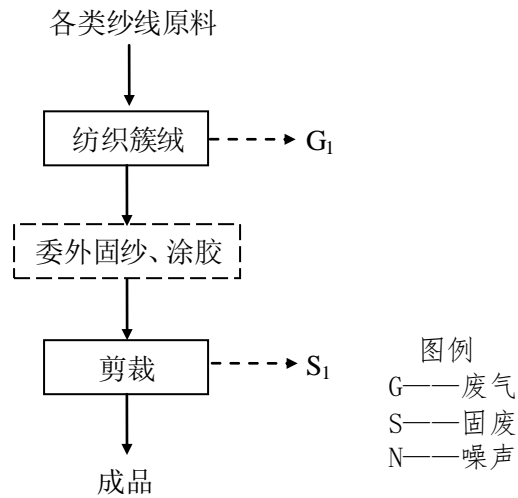 各类纱线原料
纺织簇绒
G₁
委外固纱、涂胶
剪裁
S₁
成品
图例
G——废气
S——固废
N——噪声